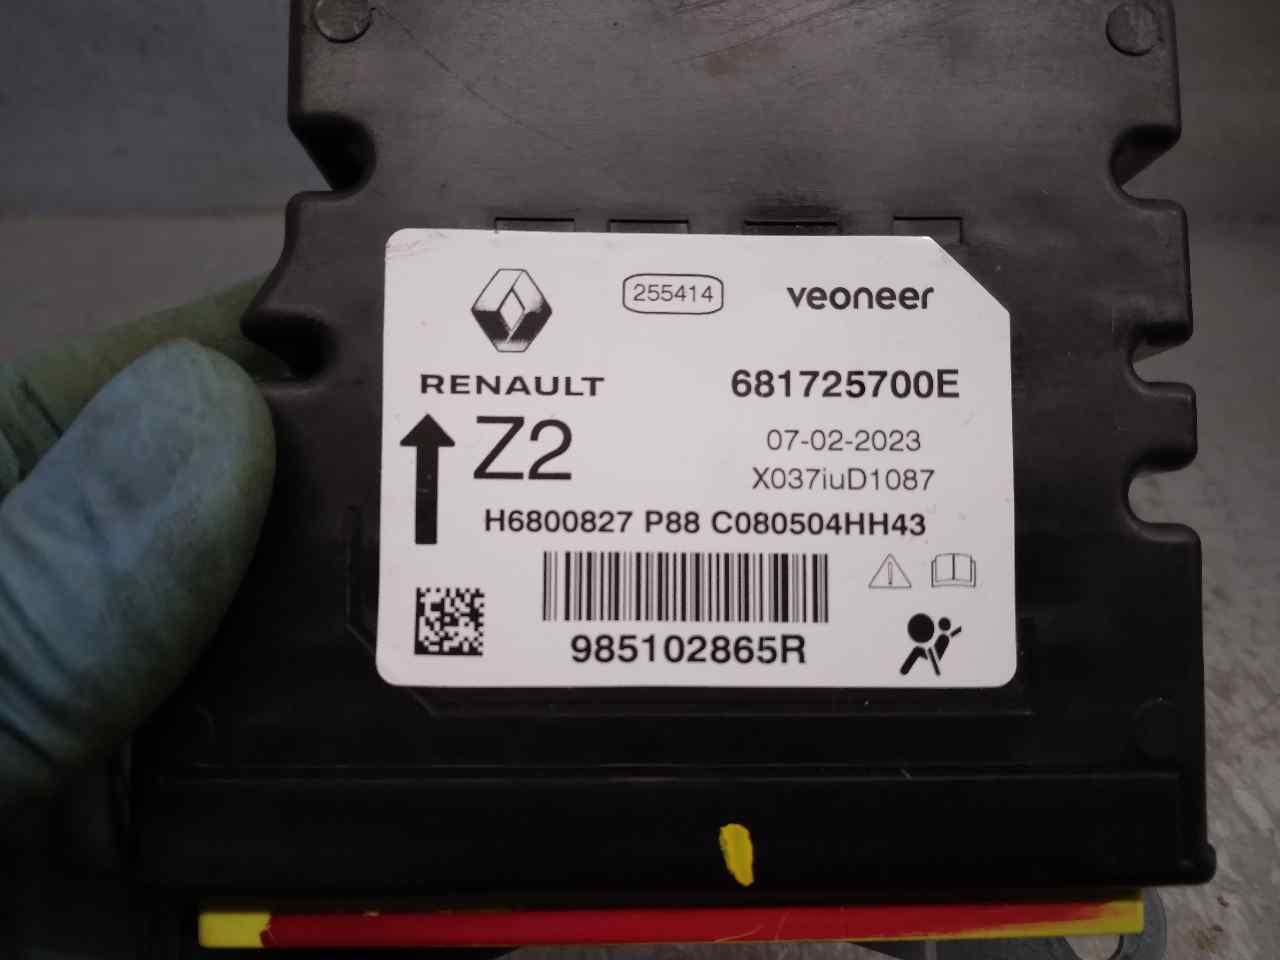 255414
veoneer
RENAULT
681725700E
Z2
07-02-2023
X037iuD1087
H6800827 P88 C080504HH43
985102865R